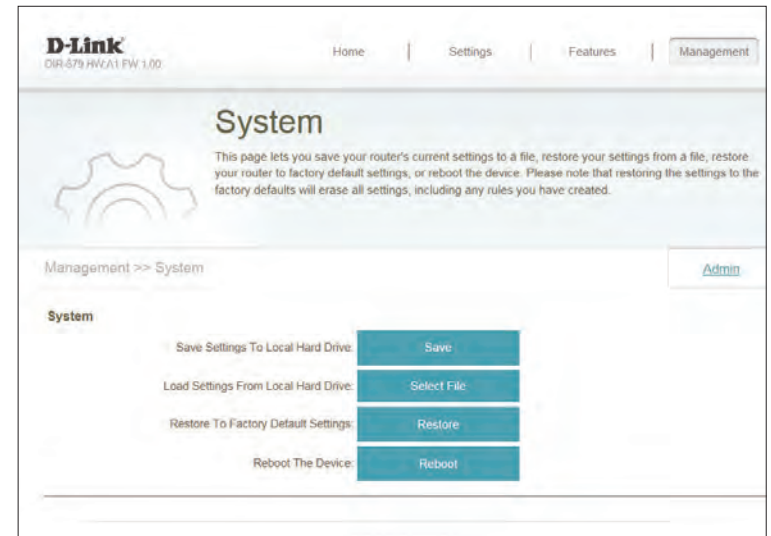 D-Link
DIR-879 HW:A1 FW:1.00
Home | Settings | Features | Management
System
This page lets you save your router's current settings to a file, restore your settings from a file, restore
your router to factory default settings, or reboot the device. Please note that restoring the settings to the
factory defaults will erase all settings, including any rules you have created.
Management >> System
Admin
System
Save Settings To Local Hard Drive: Save
Load Settings From Local Hard Drive: Select File
Restore To Factory Default Settings: Restore
Reboot The Device: Reboot